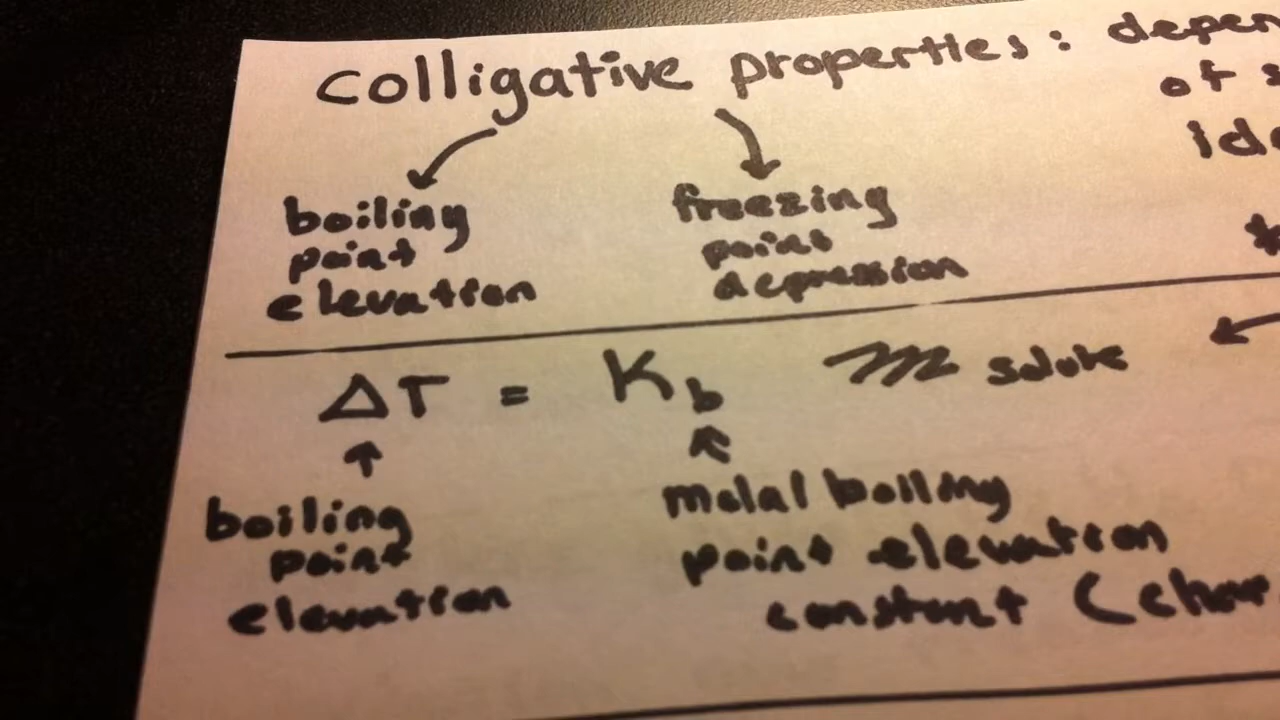 colligative properties: depen
of s
ide
boiling
point
elevation
freezing
point
depression
*
ΔT = Kb m solute
boiling
point
elevation
molal boiling
point elevation
constant (char